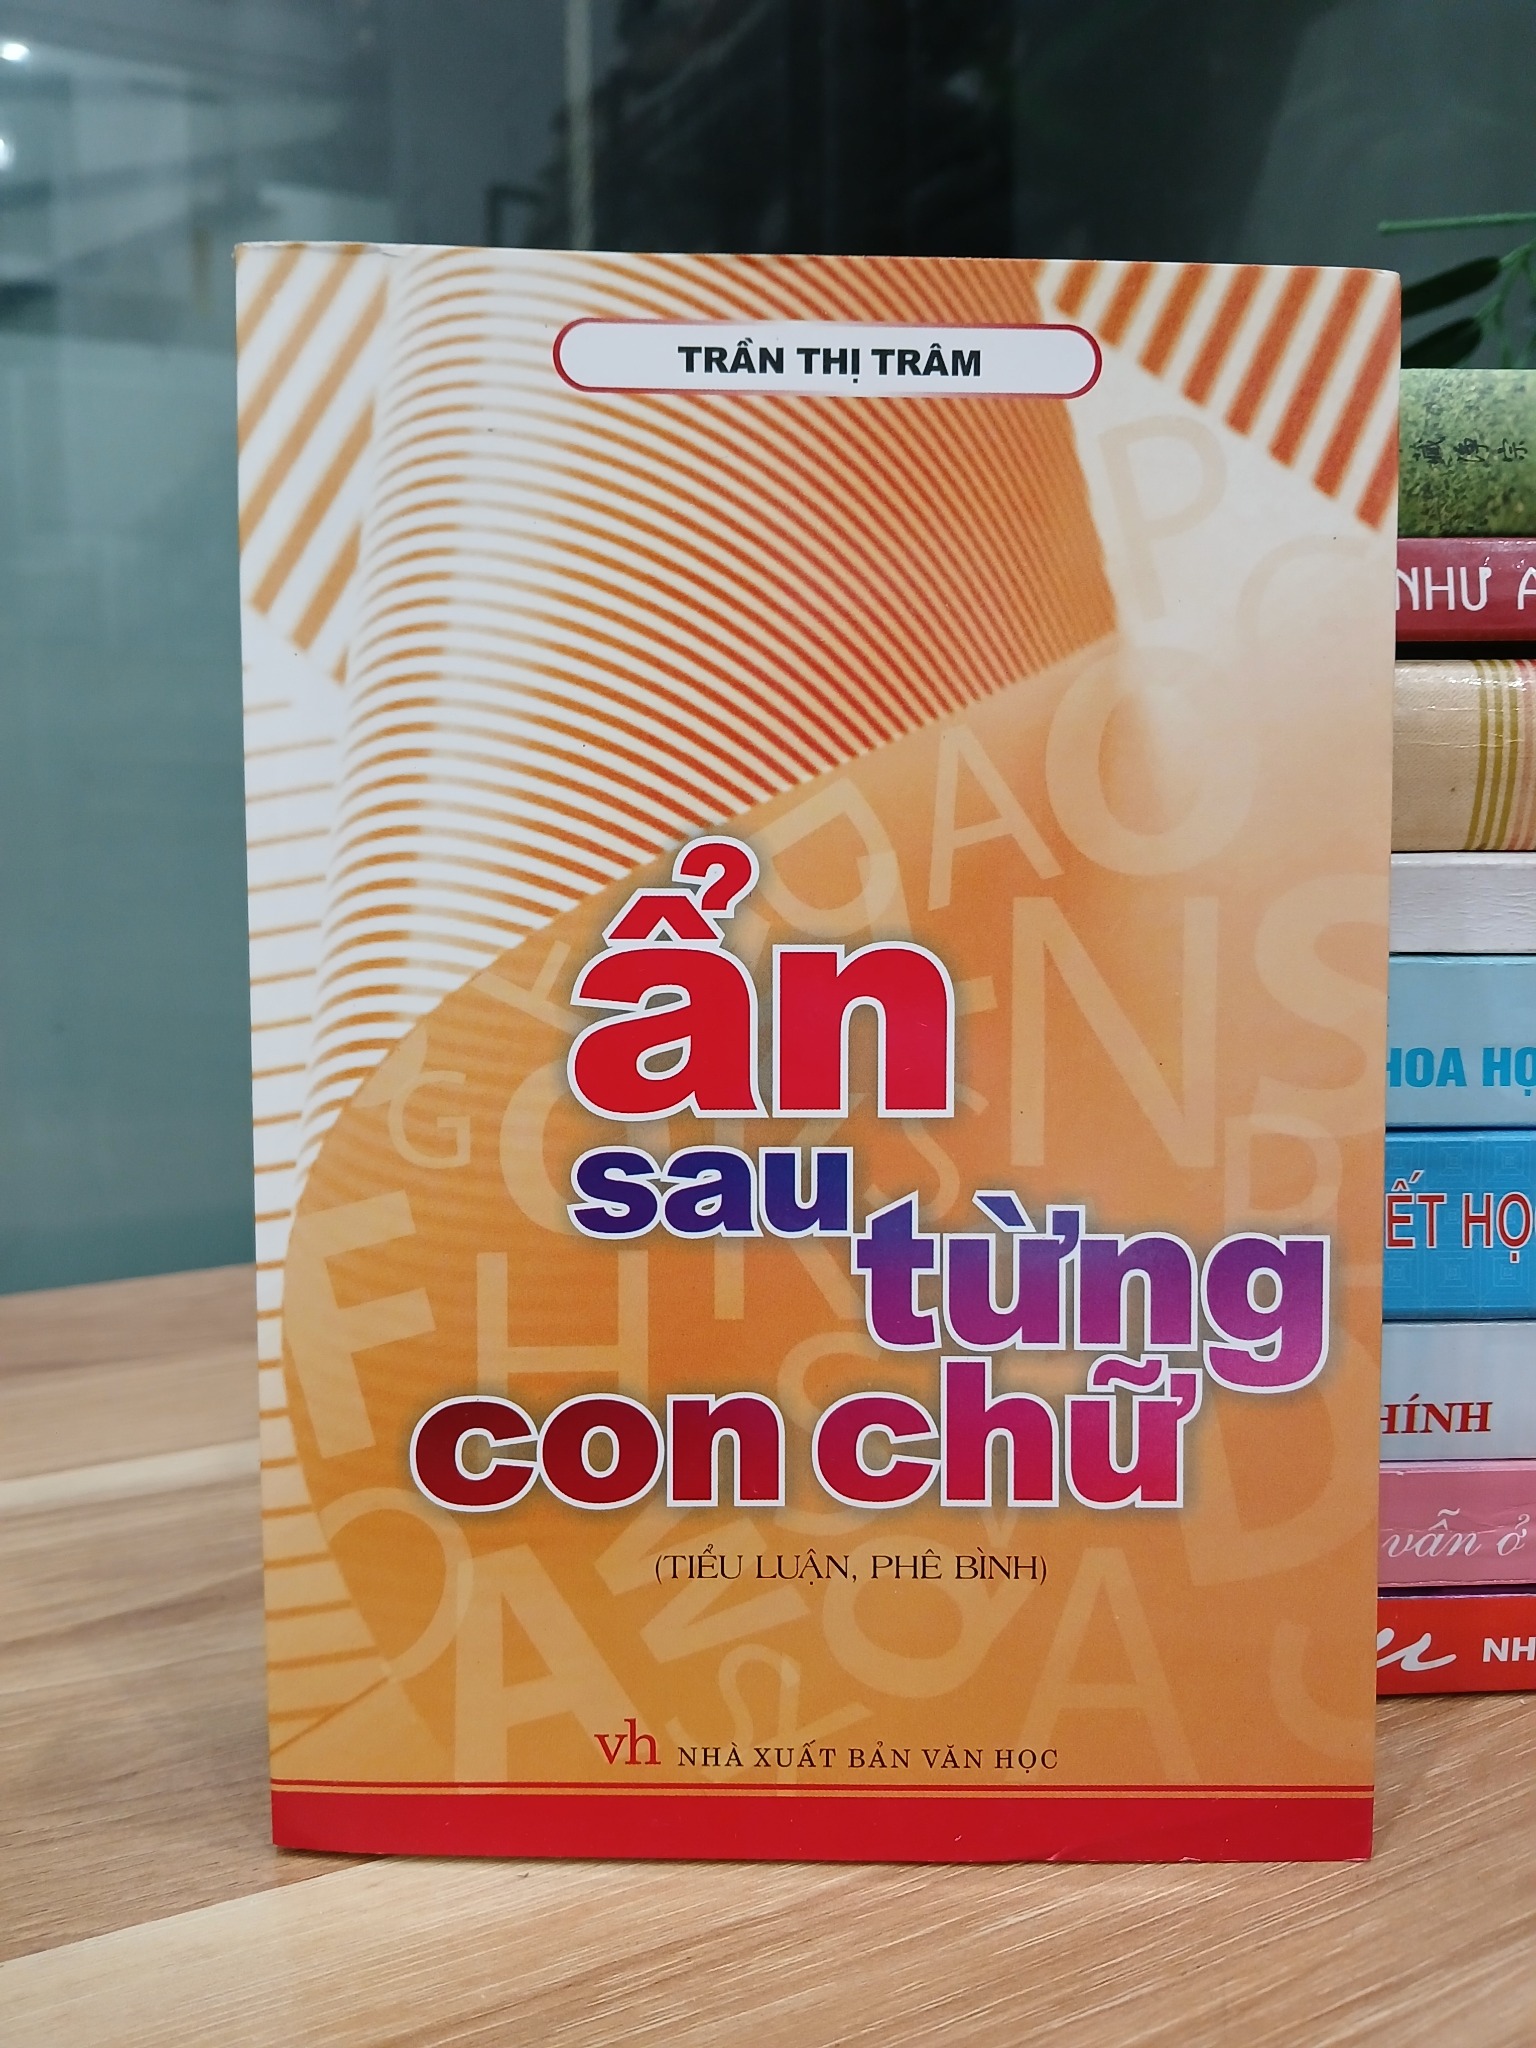 TRẦN THỊ TRÂM
ẩn
sau từng
con chữ
(TIỂU LUẬN, PHÊ BÌNH)
vh NHÀ XUẤT BẢN VĂN HỌC
NHƯ
HOA HỌ
ẾT HỌ
HÍNH
vẫn ở
NH